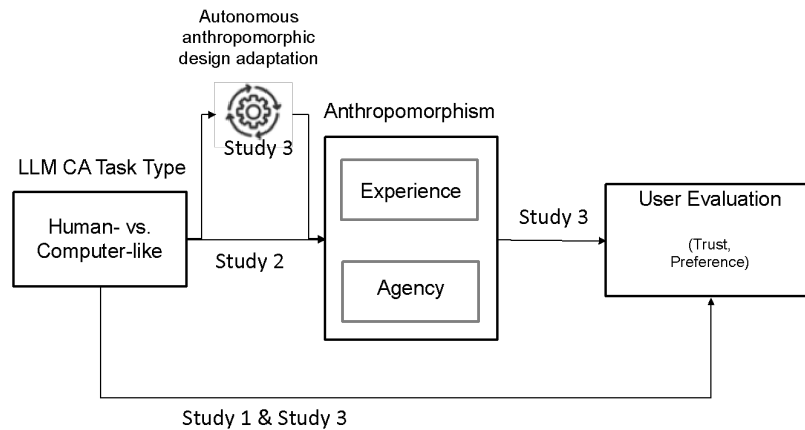 Autonomous
anthropomorphic
design adaptation
Study 3
Anthropomorphism
LLM CA Task Type
Human- vs.
Computer-like
Study 2
Experience
Agency
Study 3
User Evaluation
(Trust,
Preference)
Study 1 & Study 3